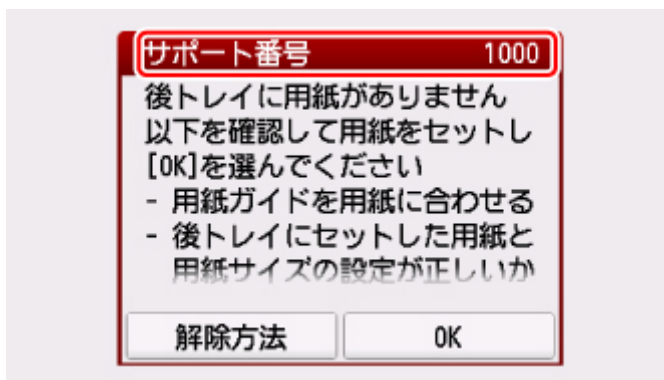 サポート番号 1000
後トレイに用紙がありません
以下を確認して用紙をセットし
[OK]を選んでください
- 用紙ガイドを用紙に合わせる
- 後トレイにセットした用紙と
用紙サイズの設定が正しいか
解除方法 OK